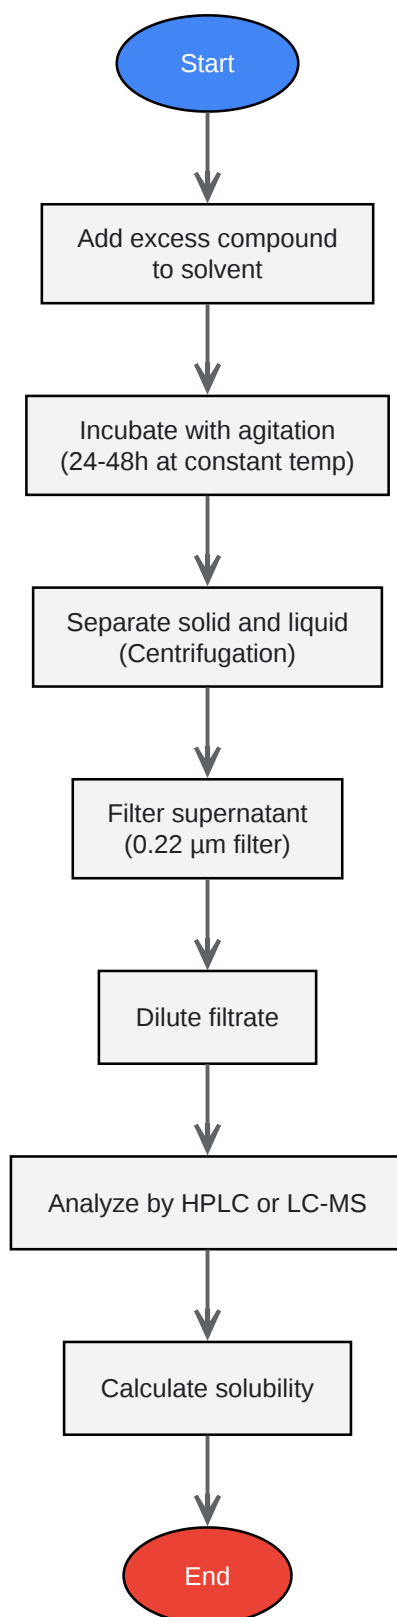 Start
Add excess compound
to solvent
Incubate with agitation
(24-48h at constant temp)
Separate solid and liquid
(Centrifugation)
Filter supernatant
(0.22 µm filter)
Dilute filtrate
Analyze by HPLC or LC-MS
Calculate solubility
End